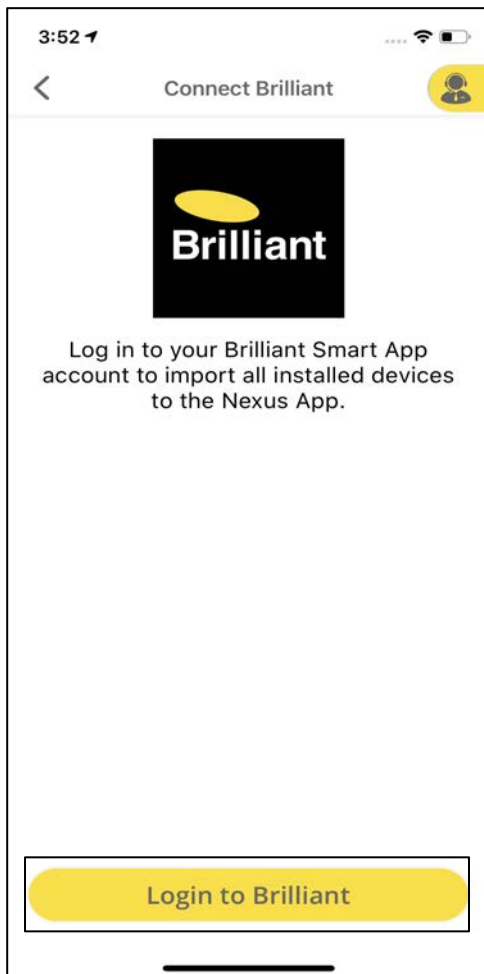 3:52
Connect Brilliant
Brilliant
Log in to your Brilliant Smart App
account to import all installed devices
to the Nexus App.
Login to Brilliant